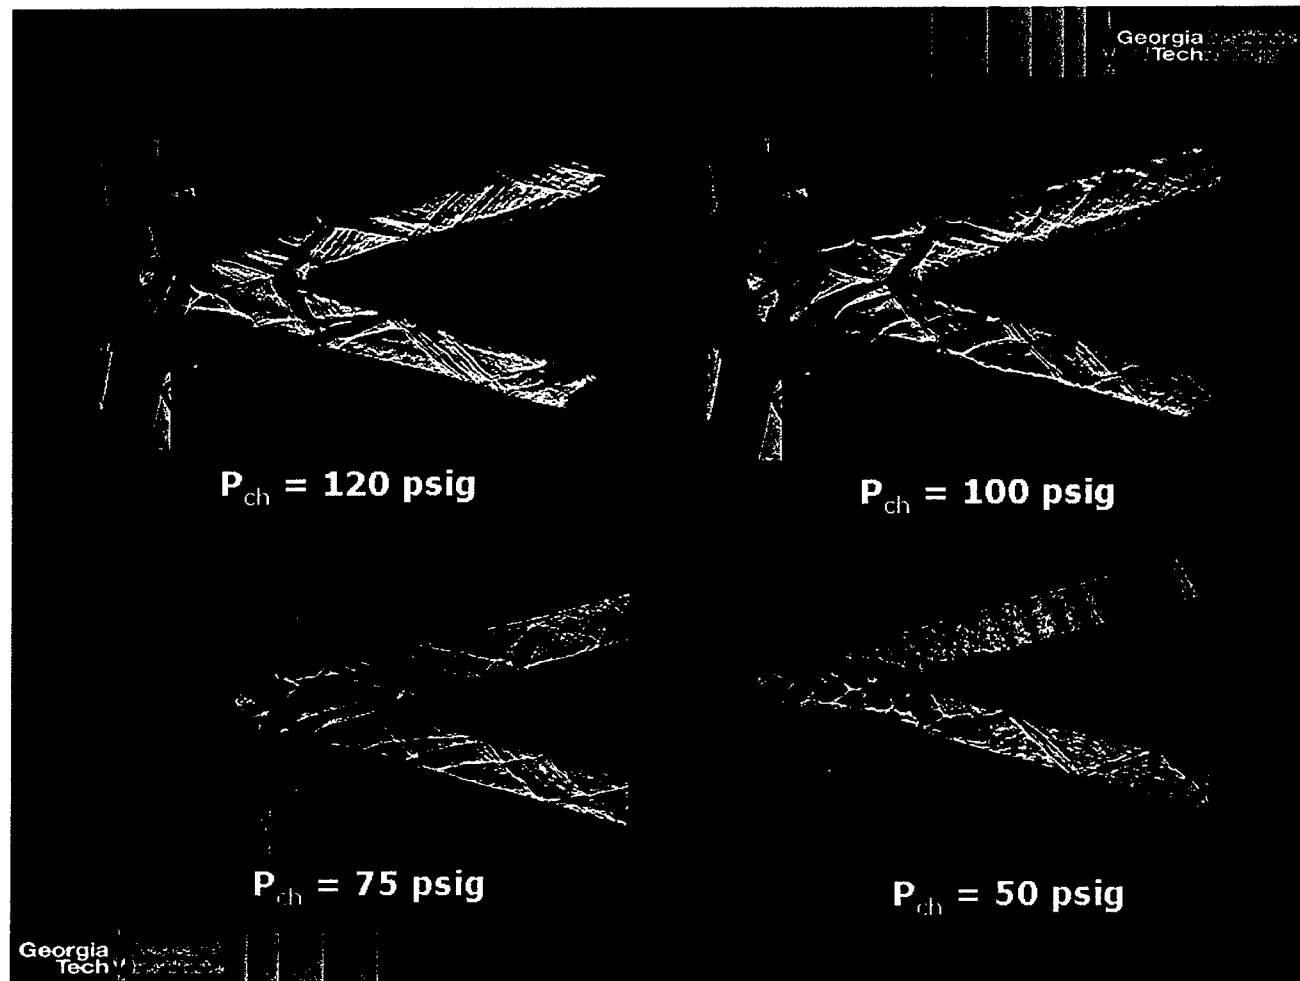 Georgia
Tech
P_ch = 120 psig
P_ch = 100 psig
P_ch = 75 psig
P_ch = 50 psig
Georgia
Tech